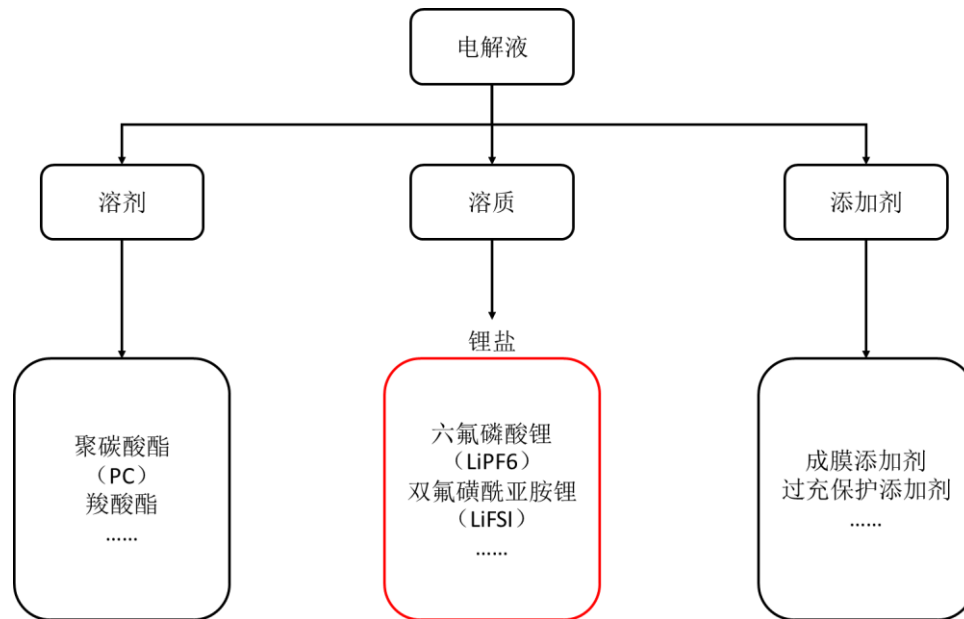 电解液
溶剂
溶质
添加剂
锂盐
聚碳酸酯
（PC）
羧酸酯
……
六氟磷酸锂
（LiPF6）
双氟磺酰亚胺锂
（LiFSI）
……
成膜添加剂
过充保护添加剂
……